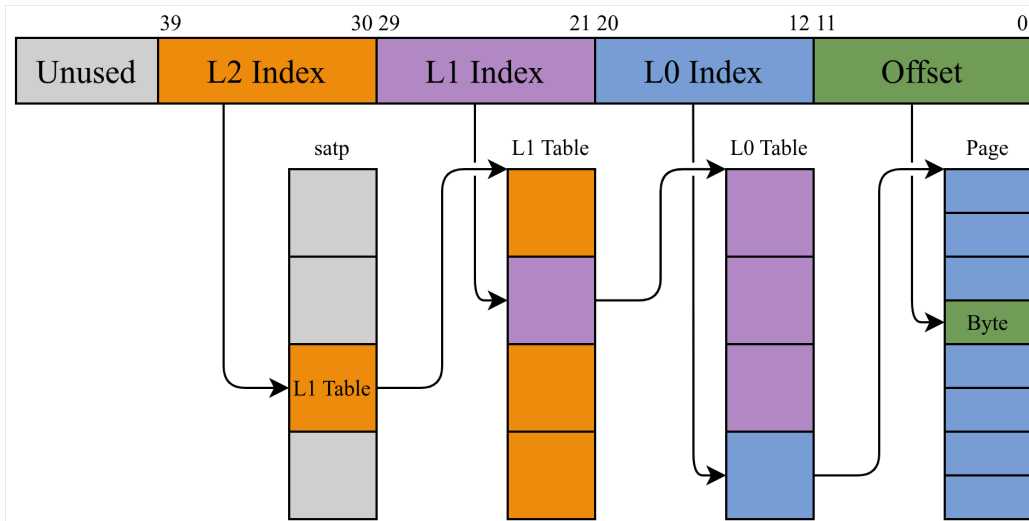 39 30 29 21 20 12 11 0
Unused L2 Index L1 Index L0 Index Offset
satp L1 Table L0 Table Page
Byte
L1 Table